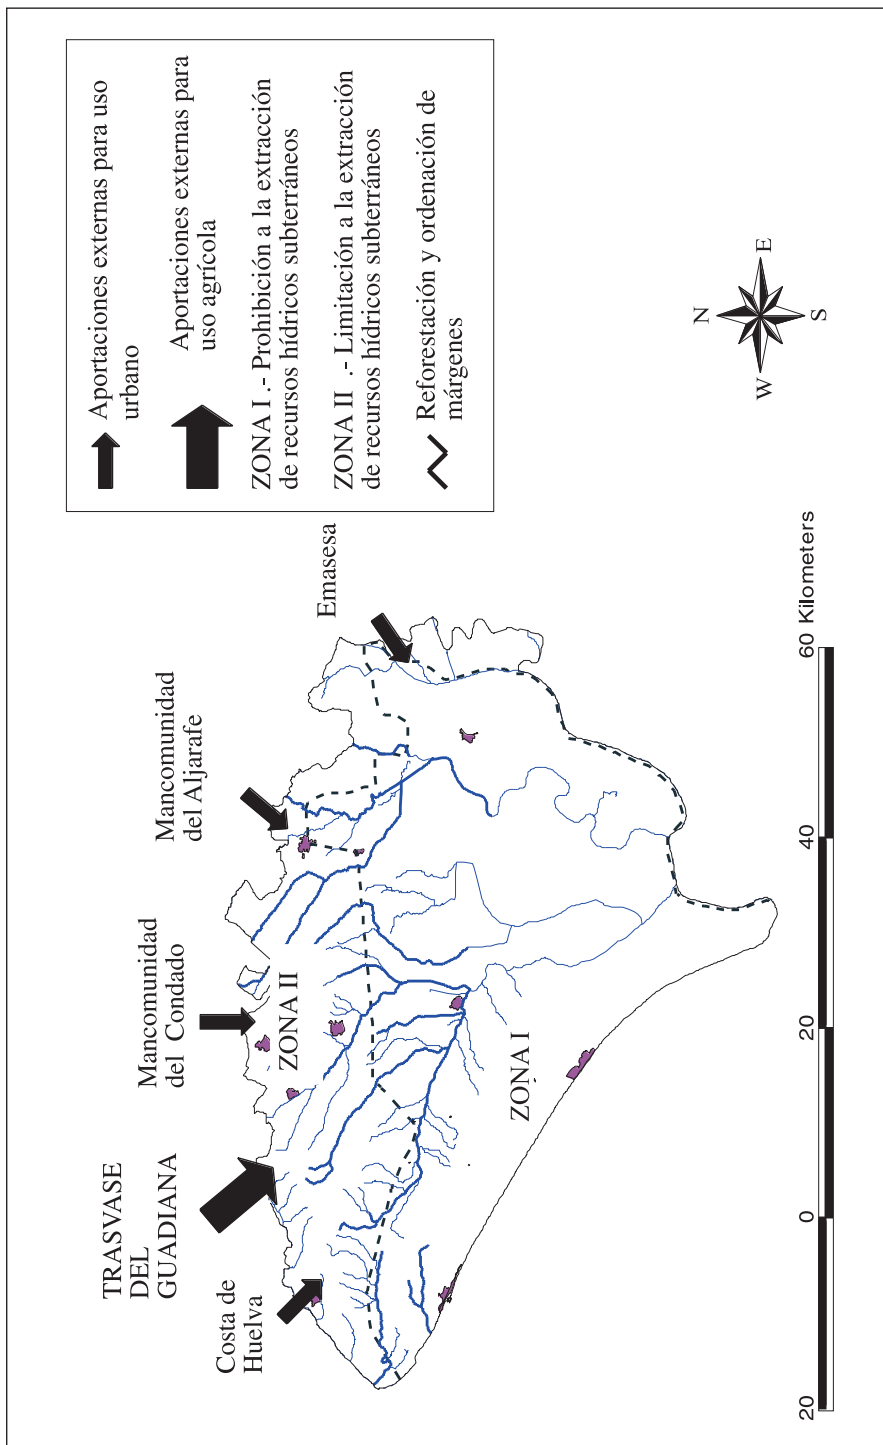 TRASVASE
DEL
GUADIANA
Costa de
Huelva
Mancomunidad
del Condado
Mancomunidad
del Aljarafe
Emasesa
ZONA II
ZONA I
Aportaciones externas para uso
urbano
Aportaciones externas para
uso agrícola
ZONA I .- Prohibición a la extracción
de recursos hídricos subterráneos
ZONA II .- Limitación a la extracción
de recursos hídricos subterráneos
Reforestación y ordenación de
márgenes
N
W
E
S
20
0
20
40
60 Kilometers